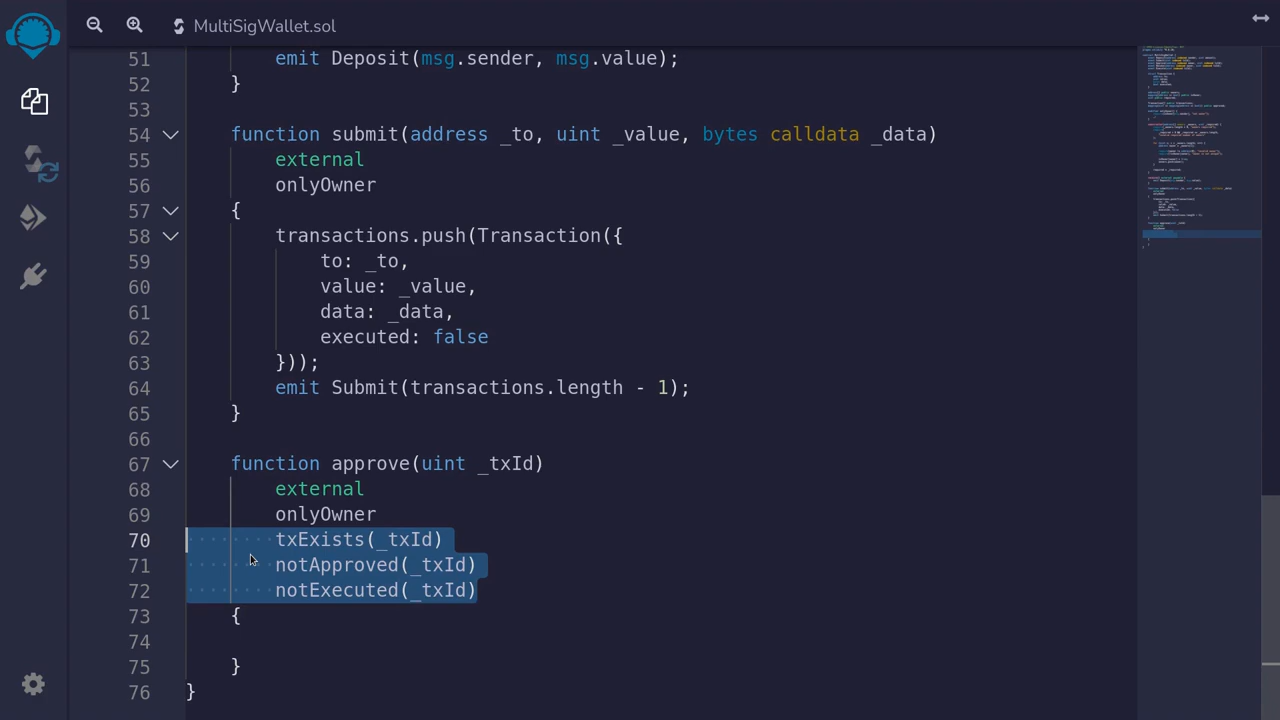 MultiSigWallet.sol
51 emit Deposit(msg.sender, msg.value);
52 }
53
54 function submit(address _to, uint _value, bytes calldata _data)
55 external
56 onlyOwner
57 {
58 transactions.push(Transaction({
59 to: _to,
60 value: _value,
61 data: _data,
62 executed: false
63 }));
64 emit Submit(transactions.length - 1);
65 }
66
67 function approve(uint _txId)
68 external
69 onlyOwner
70 txExists(_txId)
71 notApproved(_txId)
72 notExecuted(_txId)
73 {
74
75 }
76 }